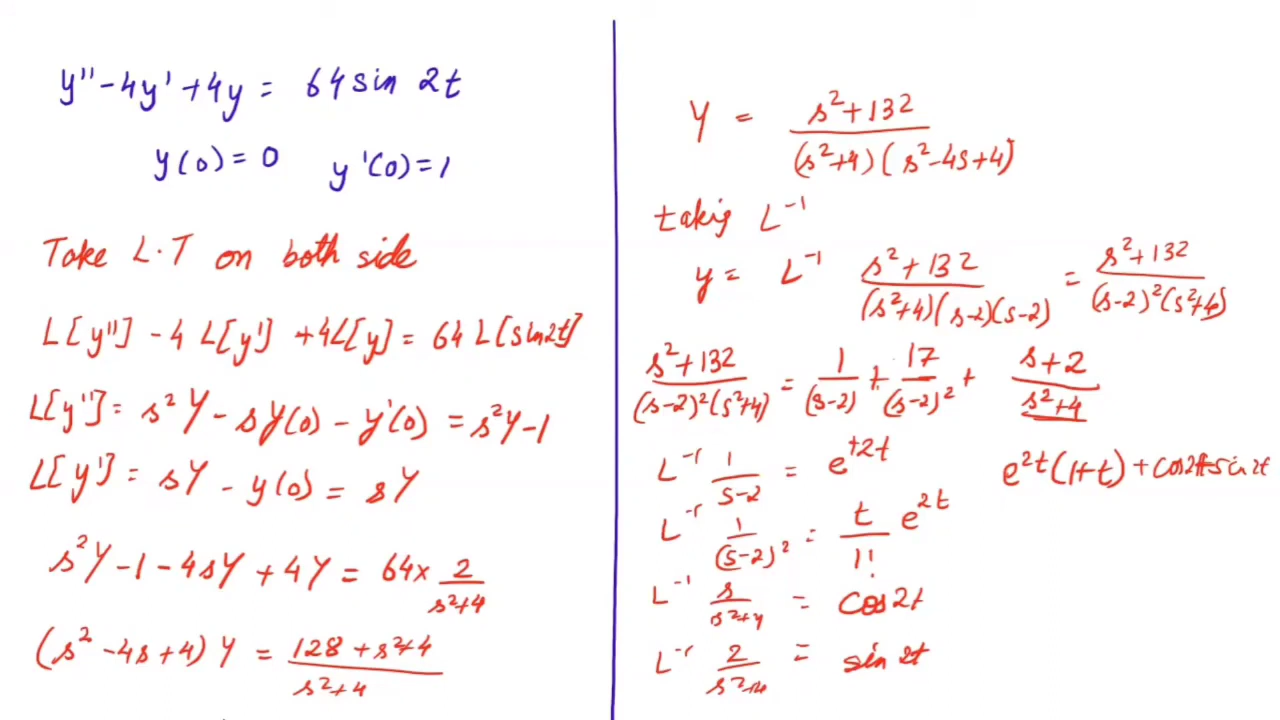 y'' - 4y' + 4y = 64 sin 2t
y(0) = 0 y'(0) = 1
Take L.T on both side
L[y''] - 4 L[y'] + 4L[y] = 64 L[sin2t]
L[y''] = s²Y - sy(0) - y'(0) = s²Y - 1
L[y'] = sY - y(0) = sY
s²Y - 1 - 4sY + 4Y = 64 x 2/(s²+4)
(s² - 4s + 4) Y = (128 + s² + 4)/(s²+4)
Y = (s²+132)/((s²+4)(s²-4s+4))
taking L⁻¹
y = L⁻¹ (s²+132)/((s²+4)(s-2)(s-2)) = (s²+132)/((s-2)²(s²+4))
(s²+132)/((s-2)²(s²+4)) = 1/(s-2) + 17/(s-2)² + (s+2)/(s²+4)
L⁻¹ 1/(s-2) = e^(+2t)
e^2t(1+t) + cos2t+sin2t
L⁻¹ 1/(s-2)² = t/1! e^(2t)
L⁻¹ s/(s²+4) = cos2t
L⁻¹ 2/(s²+4) = sin 2t